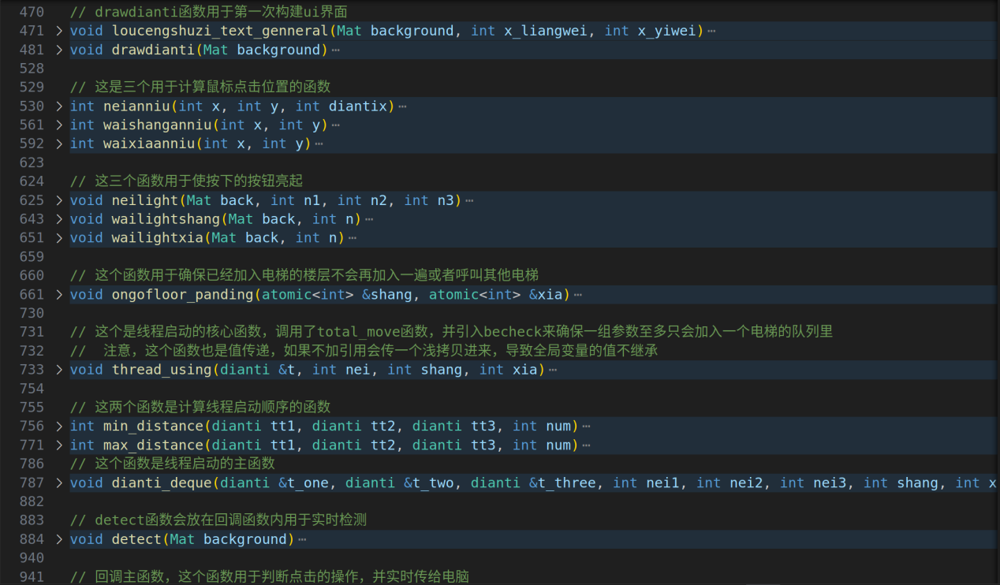 470 // drawdianti函数用于第一次构建ui界面
471 > void loucengshuzi_text_genneral(Mat background, int x_liangwei, int x_yiwei) ⋯
481 > void drawdianti(Mat background) ⋯
528
529 // 这是三个用于计算鼠标点击位置的函数
530 > int neianniu(int x, int y, int diantix) ⋯
561 > int waishanganniu(int x, int y) ⋯
592 > int waixiaanniu(int x, int y) ⋯
623
624 // 这三个函数用于使按下的按钮亮起
625 > void neilight(Mat back, int n1, int n2, int n3) ⋯
643 > void wailightshang(Mat back, int n) ⋯
651 > void wailightxia(Mat back, int n) ⋯
659
660 // 这个函数用于确保已经加入电梯的楼层不会再加入一遍或者呼叫其他电梯
661 > void ongofloor_panding(atomic<int> &shang, atomic<int> &xia) ⋯
730
731 // 这个是线程启动的核心函数，调用了total_move函数，并引入becheck来确保一组参数至多只会加入一个电梯的队列里
732 //  注意，这个函数也是值传递，如果不加引用会传一个浅拷贝进来，导致全局变量的值不继承
733 > void thread_using(dianti &t, int nei, int shang, int xia) ⋯
754
755 // 这两个函数是计算线程启动顺序的函数
756 > int min_distance(dianti tt1, dianti tt2, dianti tt3, int num) ⋯
771 > int max_distance(dianti tt1, dianti tt2, dianti tt3, int num) ⋯
786 // 这个函数是线程启动的主函数
787 > void dianti_deque(dianti &t_one, dianti &t_two, dianti &t_three, int nei1, int nei2, int nei3, int shang, int x
882
883 // detect函数会放在回调函数内用于实时检测
884 > void detect(Mat background) ⋯
940
941 // 回调主函数，这个函数用于判断点击的操作，并实时传给电脑